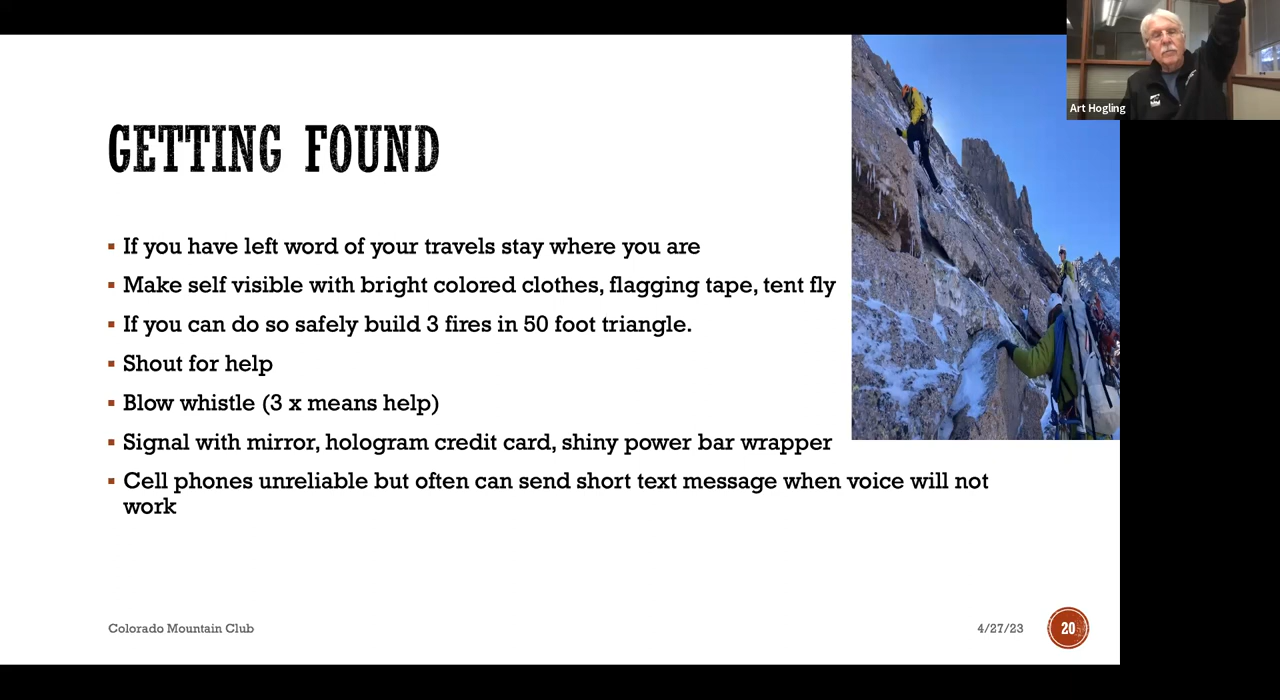 Art Hogling
GETTING FOUND
If you have left word of your travels stay where you are
Make self visible with bright colored clothes, flagging tape, tent fly
If you can do so safely build 3 fires in 50 foot triangle.
Shout for help
Blow whistle (3 x means help)
Signal with mirror, hologram credit card, shiny power bar wrapper
Cell phones unreliable but often can send short text message when voice will not
work
Colorado Mountain Club
4/27/23
20